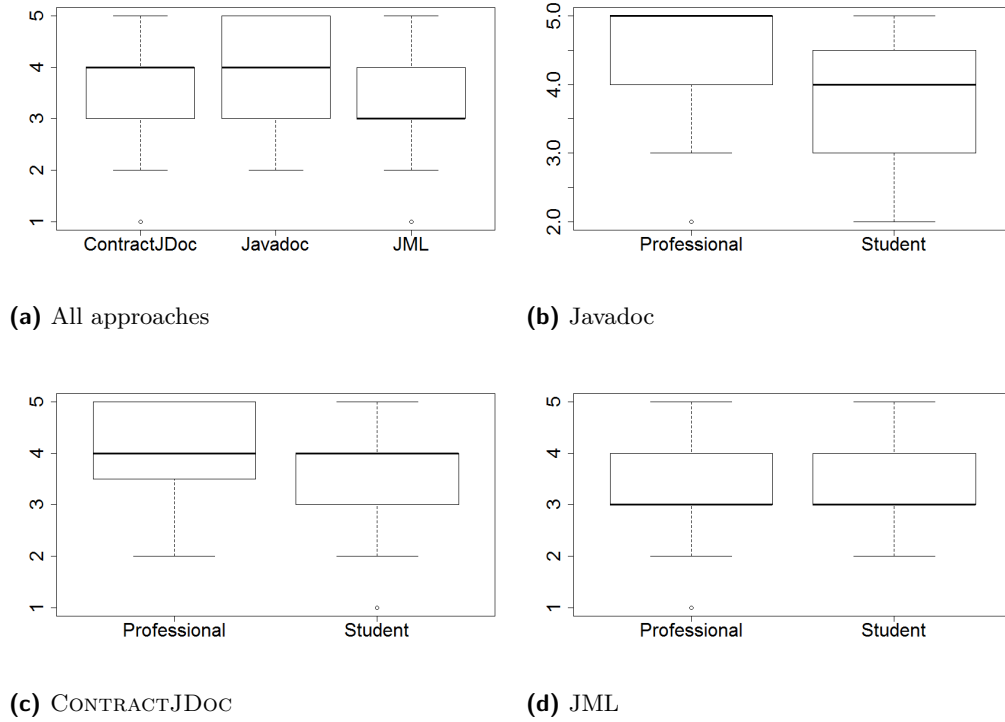 5
4
3
2
1
ContractJDoc Javadoc JML
(a) All approaches
5.0
4.0
3.0
2.0
Professional Student
(b) Javadoc
5
4
3
2
1
Professional Student
(c) CONTRACTJDOC
5
4
3
2
1
Professional Student
(d) JML